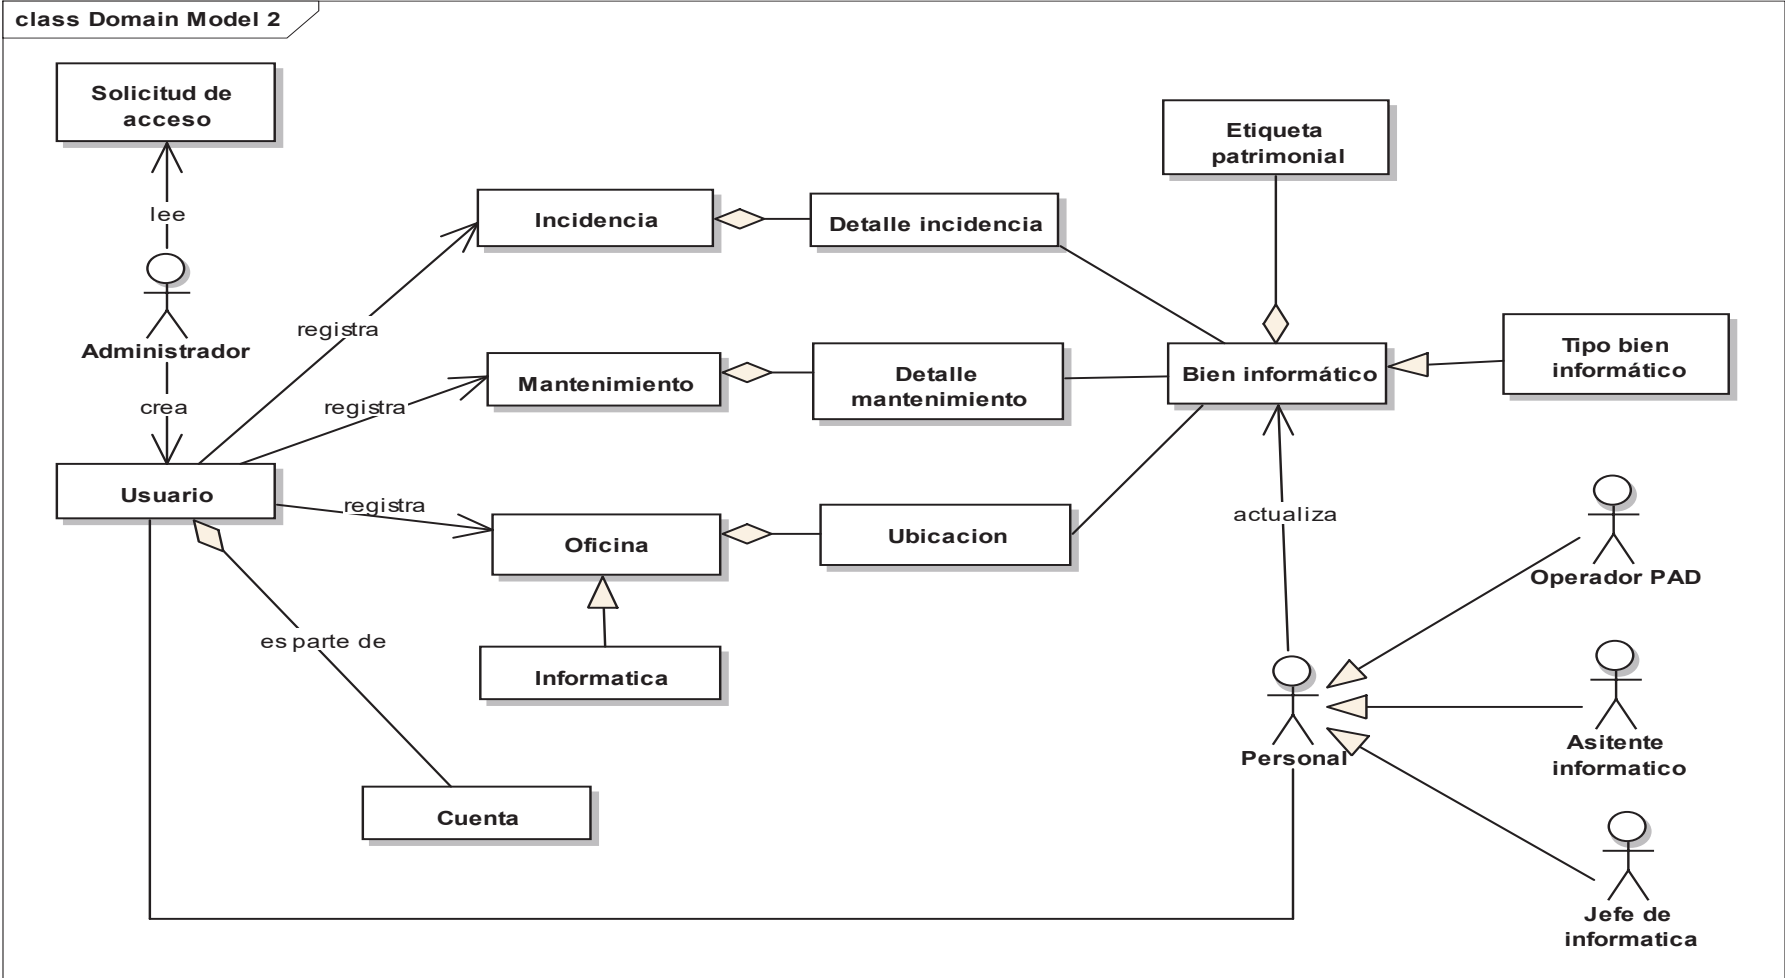 class Domain Model 2
Solicitud de
acceso
lee
Administrador
crea
Usuario
registra
registra
registra
es parte de
Cuenta
Incidencia
Detalle incidencia
Mantenimiento
Detalle
mantenimiento
Oficina
Ubicacion
Informatica
Etiqueta
patrimonial
Bien informático
Tipo bien
informático
actualiza
Personal
Operador PAD
Asitente
informatico
Jefe de
informatica